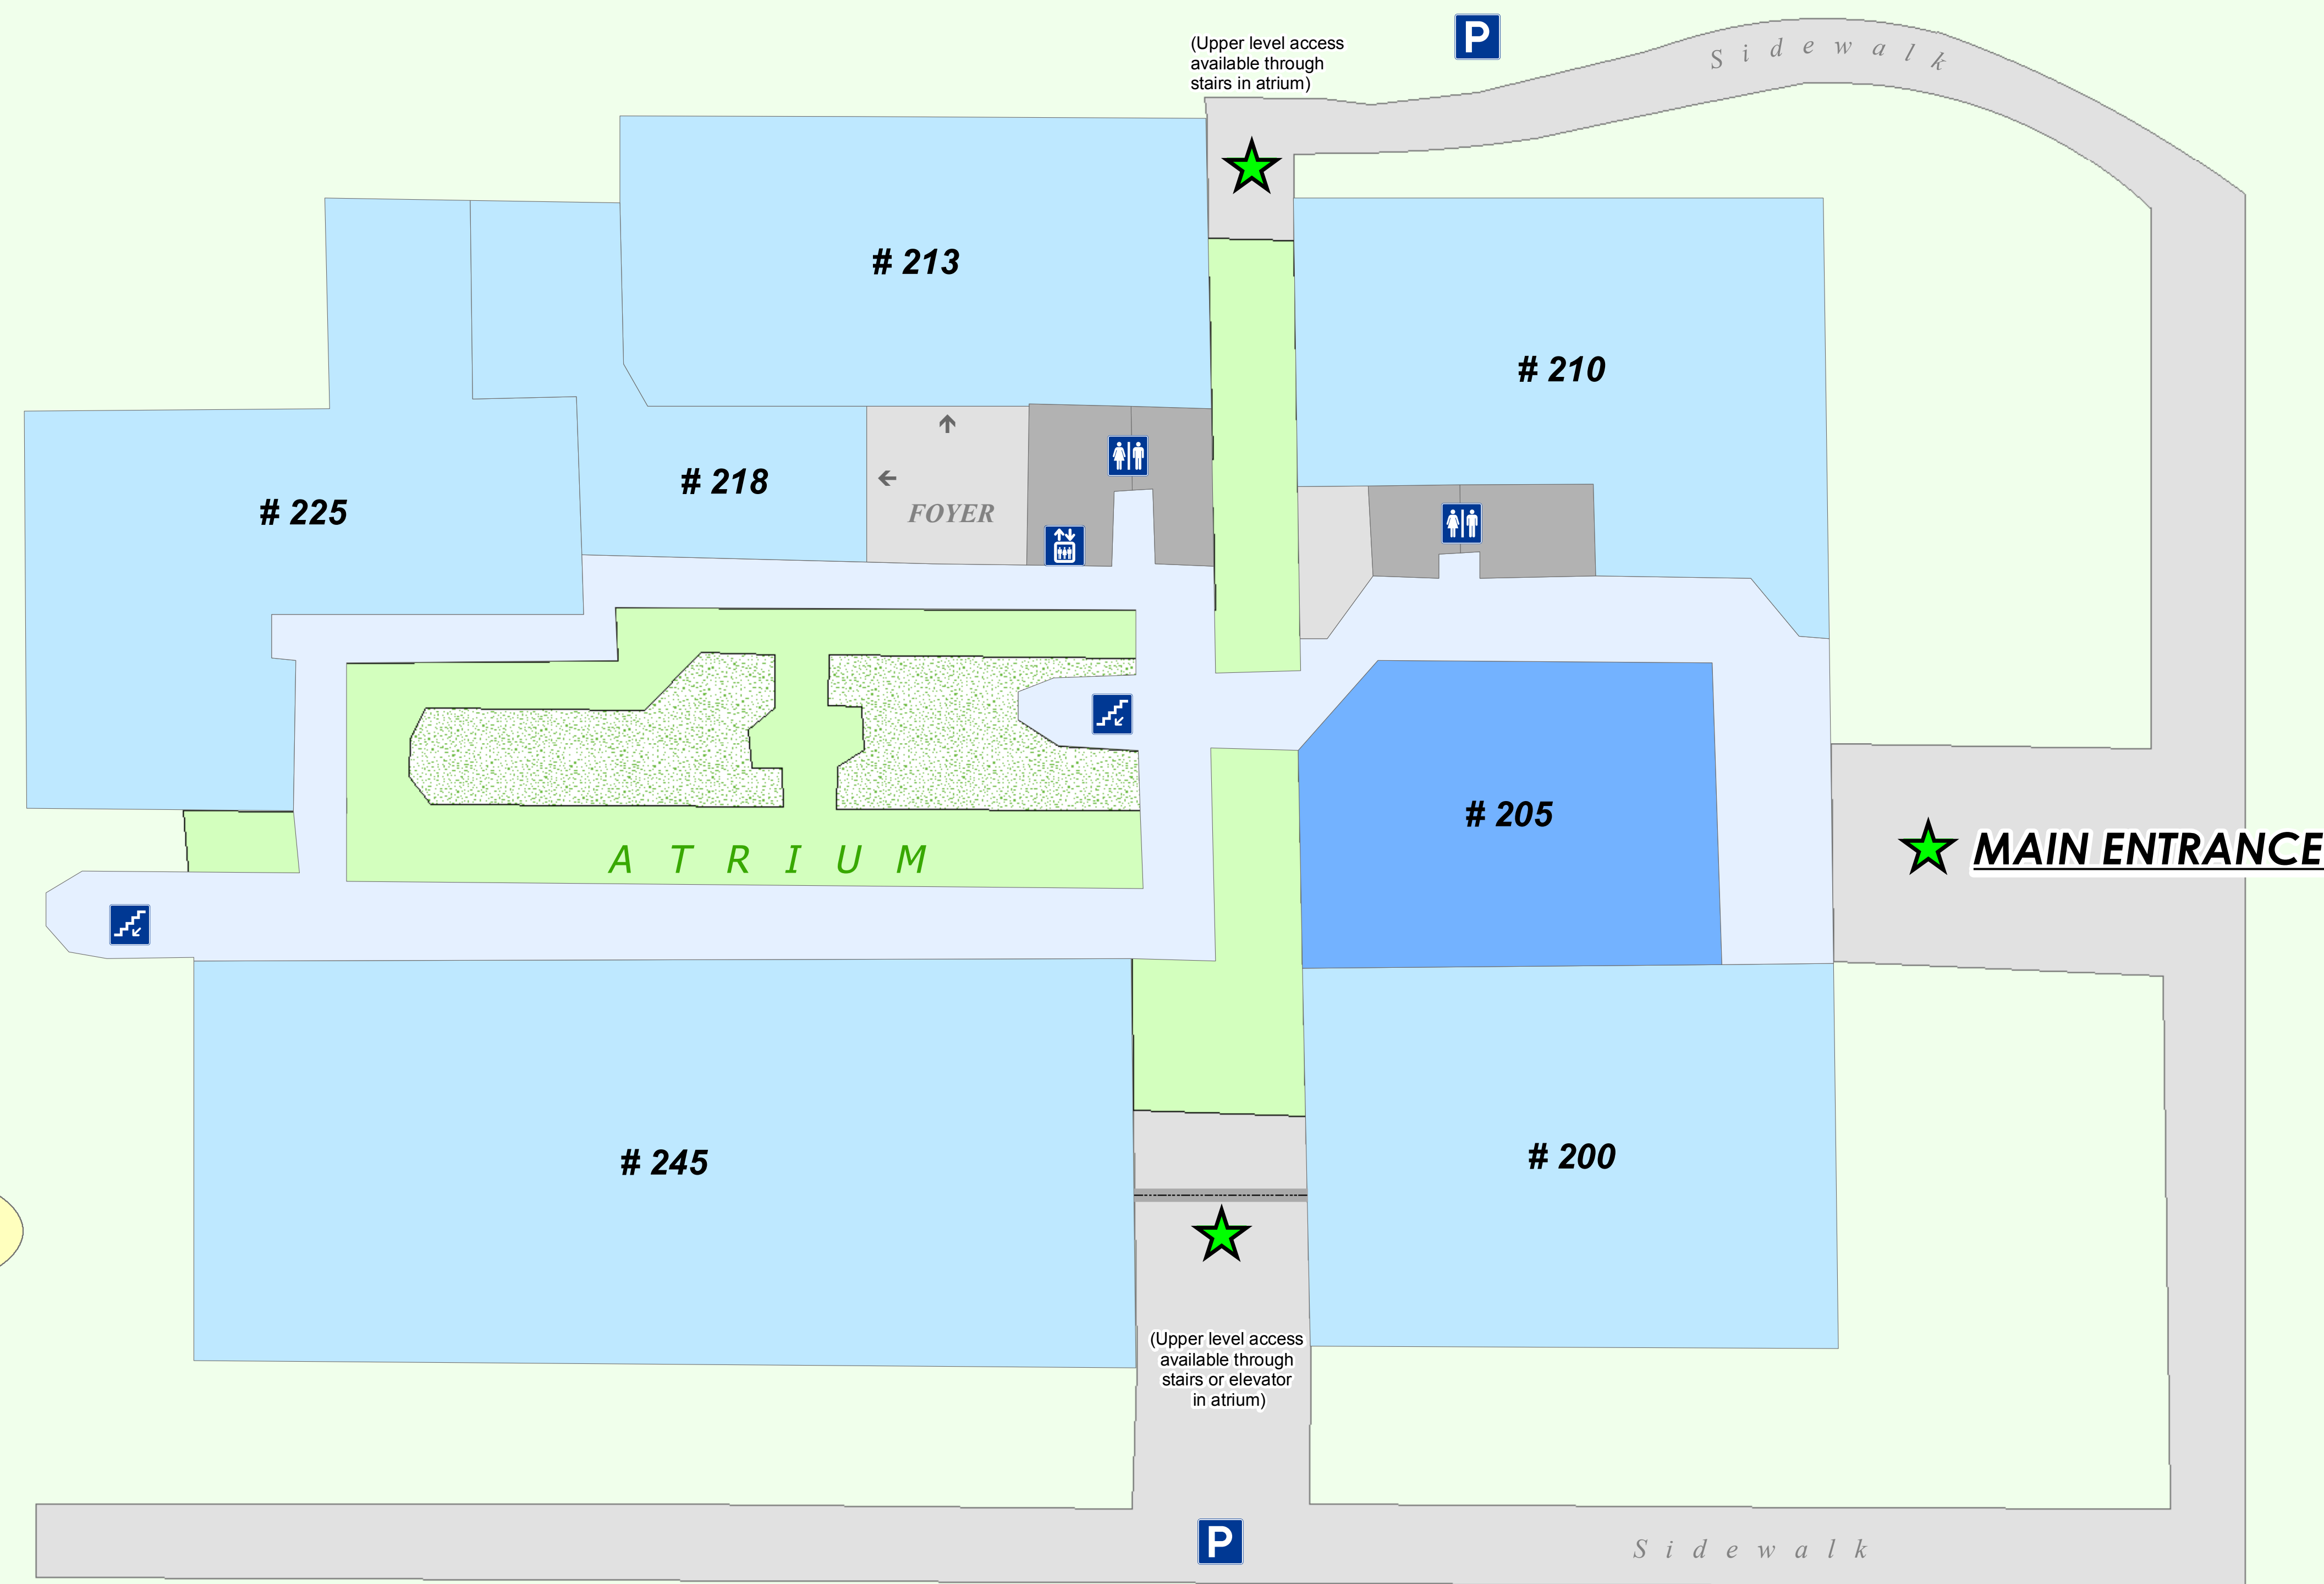 (Upper level access
available through
stairs in atrium)
P
Sidewalk
# 213
# 210
# 218
# 225
FOYER
# 205
MAIN ENTRANCE
ATRIUM
# 245
# 200
(Upper level access
available through
stairs or elevator
in atrium)
P
Sidewalk